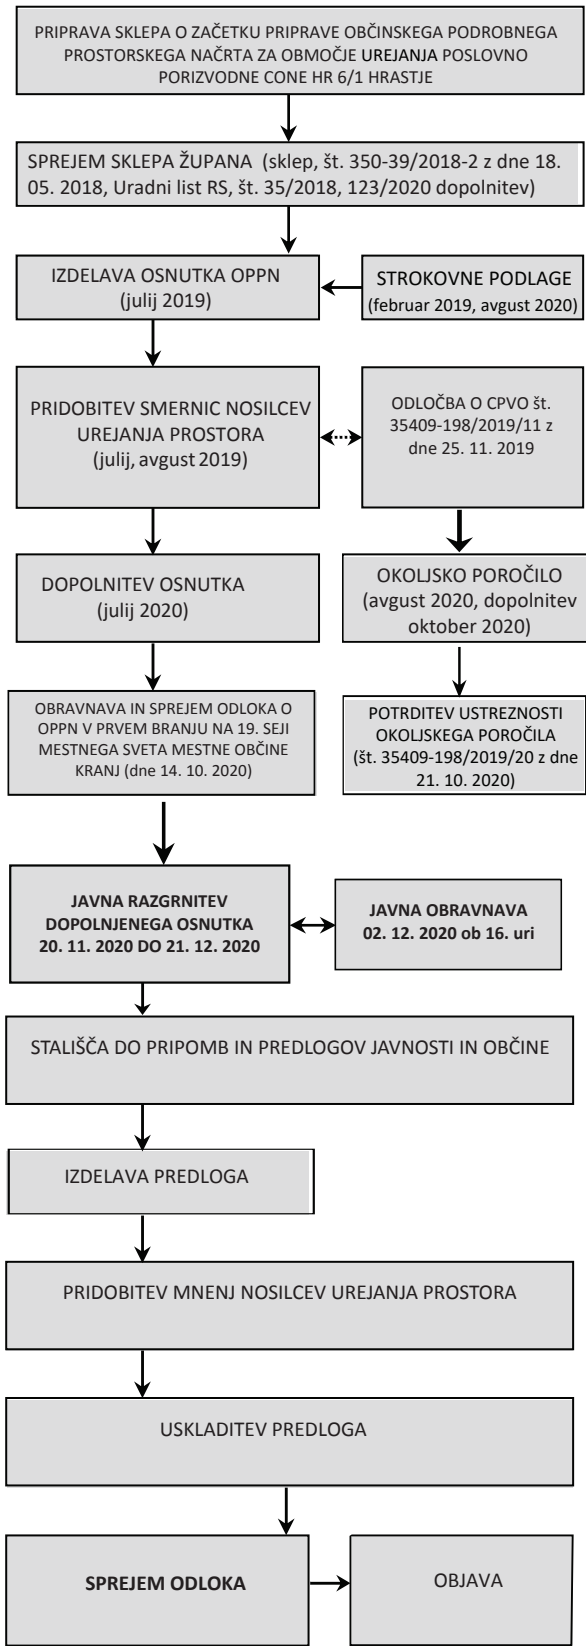 PRIPRAVA SKLEPA O ZAČETKU PRIPRAVE OBČINSKEGA PODROBNEGA
PROSTORSKEGA NAČRTA ZA OBMOČJE UREJANJA POSLOVNO
PORIZVODNE CONE HR 6/1 HRASTJE
SPREJEM SKLEPA ŽUPANA (sklep, št. 350-39/2018-2 z dne 18.
05. 2018, Uradni list RS, št. 35/2018, 123/2020 dopolnitev)
IZDELAVA OSNUTKA OPPN
(julij 2019)
STROKOVNE PODLAGE
(februar 2019, avgust 2020)
PRIDOBITEV SMERNIC NOSILCEV
UREJANJA PROSTORA
(julij, avgust 2019)
ODLOČBA O CPVO št.
35409-198/2019/11 z
dne 25. 11. 2019
DOPOLNITEV OSNUTKA
(julij 2020)
OKOLJSKO POROČILO
(avgust 2020, dopolnitev
oktober 2020)
OBRAVNAVA IN SPREJEM ODLOKA O
OPPN V PRVEM BRANJU NA 19. SEJI
MESTNEGA SVETA MESTNE OBČINE
KRANJ (dne 14. 10. 2020)
POTRDITEV USTREZNOSTI
OKOLJSKEGA POROČILA
(št. 35409-198/2019/20 z dne
21. 10. 2020)
JAVNA RAZGRNITEV
DOPOLNJENEGA OSNUTKA
20. 11. 2020 DO 21. 12. 2020
JAVNA OBRAVNAVA
02. 12. 2020 ob 16. uri
STALIŠČA DO PRIPOMB IN PREDLOGOV JAVNOSTI IN OBČINE
IZDELAVA PREDLOGA
PRIDOBITEV MNENJ NOSILCEV UREJANJA PROSTORA
USKLADITEV PREDLOGA
SPREJEM ODLOKA
OBJAVA